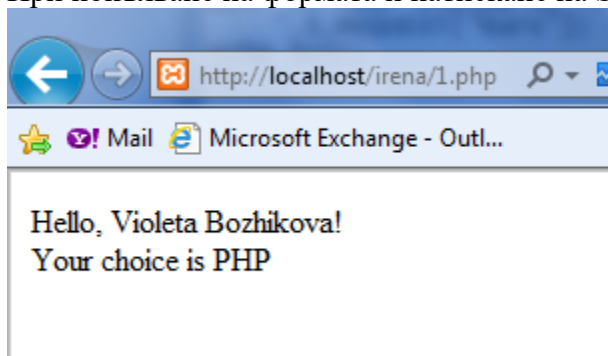 http://localhost/irena/1.php
Y! Mail Microsoft Exchange - Outl...
Hello, Violeta Bozhikova!
Your choice is PHP